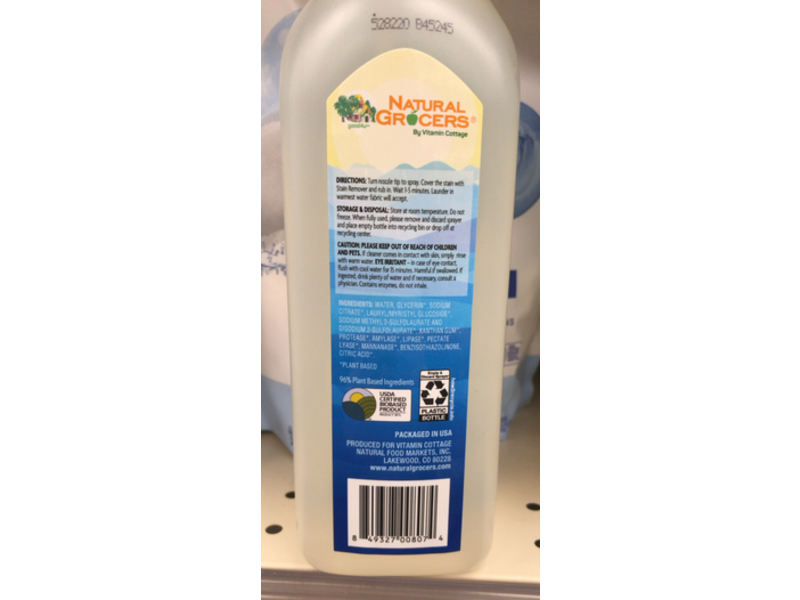 528220 B45245
NATURAL
GROCERS®
By Vitamin Cottage
DIRECTIONS: Turn nozzle tip to spray. Cover the stain with
Stain Remover and rub in. Wait 1-5 minutes. Launder in
warmest water fabric will accept.
STORAGE & DISPOSAL: Store at room temperature. Do not
freeze. When fully used, please remove and discard sprayer
and place empty bottle into recycling bin or drop off at
recycling center.
CAUTION: PLEASE KEEP OUT OF REACH OF CHILDREN
AND PETS. If cleaner comes in contact with skin, simply rinse
with warm water. EYE IRRITANT – in case of eye contact,
flush with cool water for 15 minutes. Harmful if swallowed. If
ingested, drink plenty of water and if necessary, consult a
physician. Contains enzymes, do not inhale.
INGREDIENTS: WATER, GLYCERIN*, SODIUM
CITRATE*, LAURYL/MYRISTYL GLUCOSIDE*,
SODIUM METHYL 2-SULFOLAURATE AND
DISODIUM 2-SULFOLAURATE*, XANTHAN GUM*,
PROTEASE*, AMYLASE*, LIPASE*, PECTATE
LYASE*, MANNANASE*, BENZISOTHIAZOLINONE,
CITRIC ACID*
*PLANT BASED
96% Plant Based Ingredients
USDA
CERTIFIED
BIOBASED
PRODUCT
Empty &
Discard Sprayer
PLASTIC
BOTTLE
how2recycle.info
PACKAGED IN USA
PRODUCED FOR VITAMIN COTTAGE
NATURAL FOOD MARKETS, INC.
LAKEWOOD, CO 80228
www.naturalgrocers.com
8 49327 00807 4